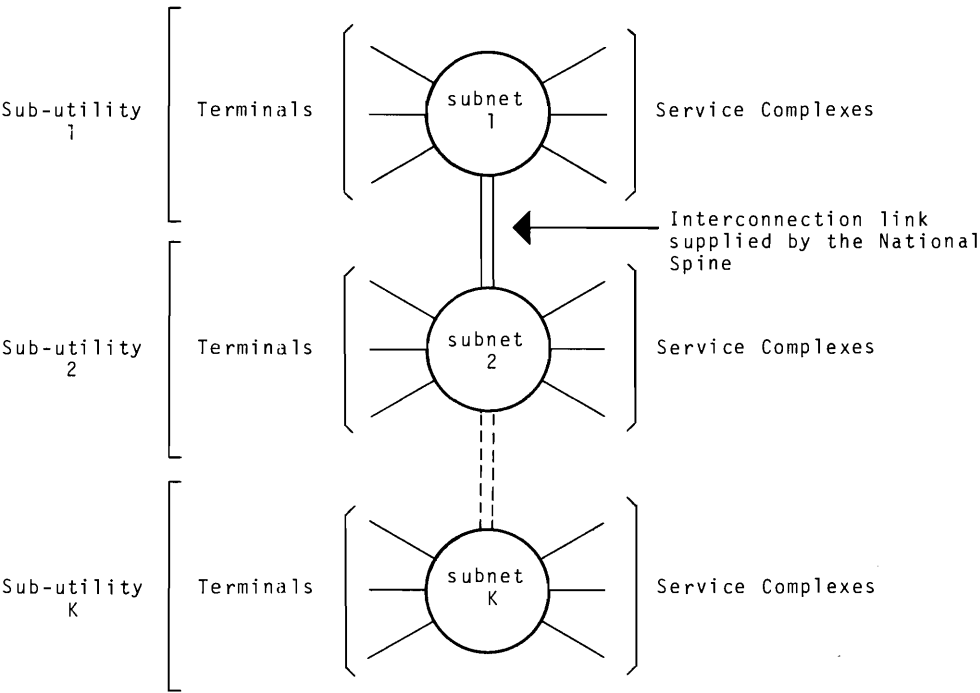 Sub-utility
1
Terminals
subnet
1
Service Complexes
Interconnection link
supplied by the National
Spine
Sub-utility
2
Terminals
subnet
2
Service Complexes
Sub-utility
K
Terminals
subnet
K
Service Complexes